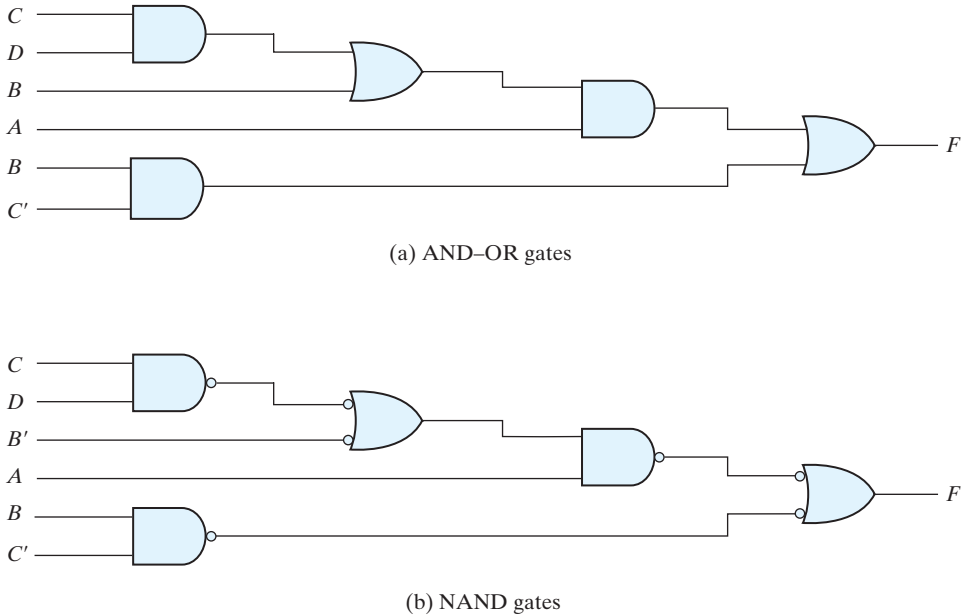 C
D
B
A
B
C′
F
(a) AND–OR gates
C
D
B′
A
B
C′
F
(b) NAND gates